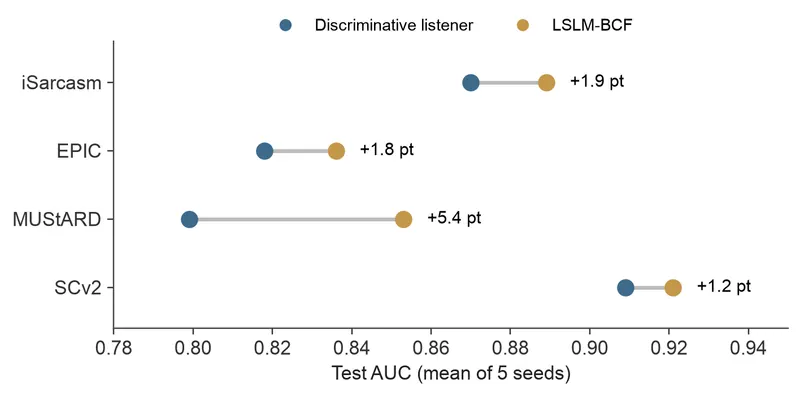 Discriminative listener LSLM-BCF
iSarcasm +1.9 pt
EPIC +1.8 pt
MUStARD +5.4 pt
SCv2 +1.2 pt
0.78 0.80 0.82 0.84 0.86 0.88 0.90 0.92 0.94
Test AUC (mean of 5 seeds)